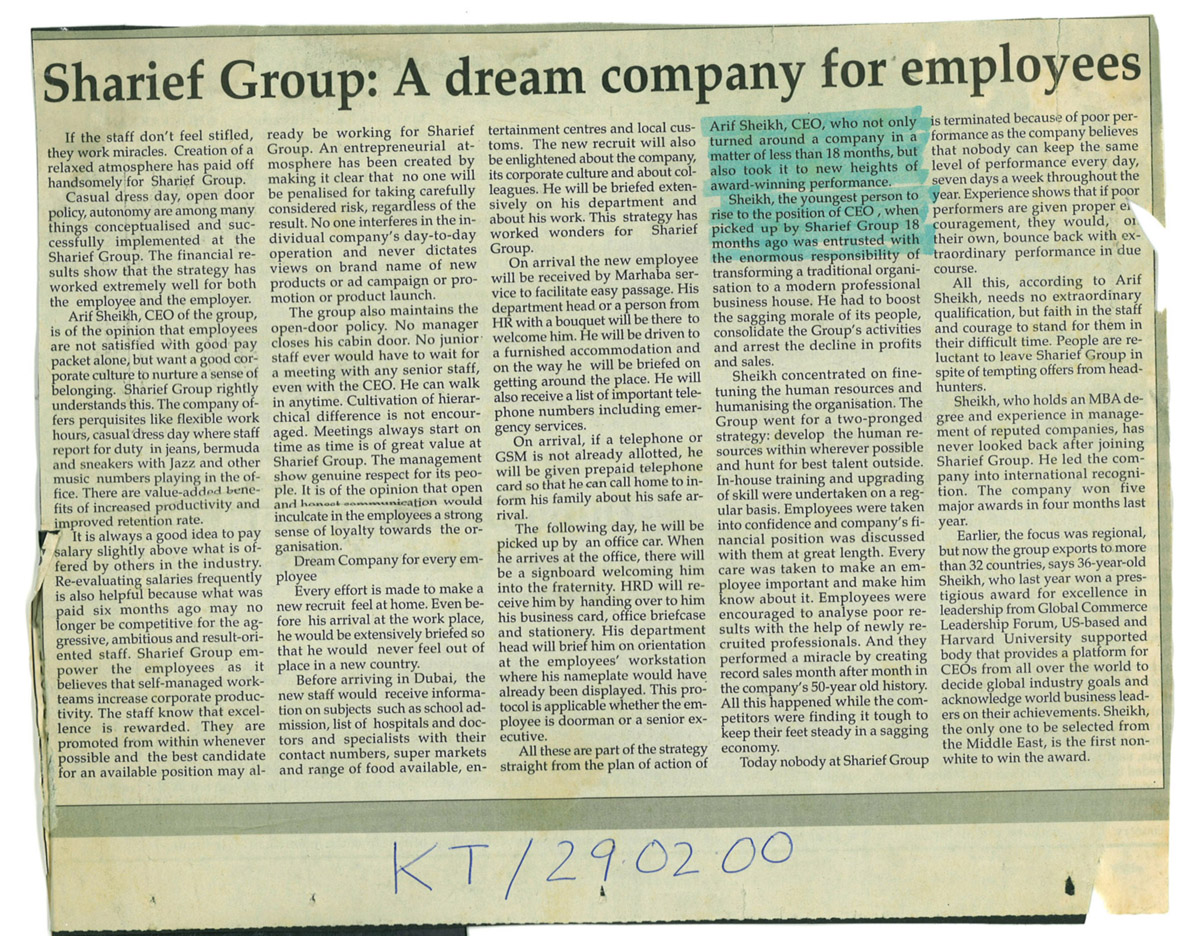 Sharief Group: A dream company for employees
If the staff don't feel stifled,
they work miracles. Creation of a
relaxed atmosphere has paid off
handsomely for Sharief Group.
Casual dress day, open door
policy, autonomy are among many
things conceptualised and suc-
cessfully implemented at the
Sharief Group. The financial re-
sults show that the strategy has
worked extremely well for both
the employee and the employer.
Arif Sheikh, CEO of the group,
is of the opinion that employees
are not satisfied with good pay
packet alone, but want a good cor-
porate culture to nurture a sense of
belonging. Sharief Group rightly
understands this. The company of-
fers perquisites like flexible work
hours, casual dress day where staff
report for duty in jeans, bermuda
and sneakers with Jazz and other
music numbers playing in the of-
fice. There are value-added bene-
fits of increased productivity and
improved retention rate.
It is always a good idea to pay
salary slightly above what is of-
fered by others in the industry.
Re-evaluating salaries frequently
is also helpful because what was
paid six months ago may no
longer be competitive for the ag-
gressive, ambitious and result-ori-
ented staff. Sharief Group em-
power the employees as it
believes that self-managed work-
teams increase corporate produc-
tivity. The staff know that excel-
lence is rewarded. They are
promoted from within whenever
possible and the best candidate
for an available position may al-
ready be working for Sharief
Group. An entrepreneurial at-
mosphere has been created by
making it clear that no one will
be penalised for taking carefully
considered risk, regardless of the
result. No one interferes in the in-
dividual company's day-to-day
operation and never dictates
views on brand name of new
products or ad campaign or pro-
motion or product launch.
The group also maintains the
open-door policy. No manager
closes his cabin door. No junior
staff ever would have to wait for
a meeting with any senior staff,
even with the CEO. He can walk
in anytime. Cultivation of hierar-
chical difference is not encour-
aged. Meetings always start on
time as time is of great value at
Sharief Group. The management
show genuine respect for its peo-
ple. It is of the opinion that open
and honest communication would
inculcate in the employees a strong
sense of loyalty towards the or-
ganisation.
Dream Company for every em-
ployee
Every effort is made to make a
new recruit feel at home. Even be-
fore his arrival at the work place,
he would be extensively briefed so
that he would never feel out of
place in a new country.
Before arriving in Dubai, the
new staff would receive informa-
tion on subjects such as school ad-
mission, list of hospitals and doc-
tors and specialists with their
contact numbers, super markets
and range of food available, en-
tertainment centres and local cus-
toms. The new recruit will also
be enlightened about the company,
its corporate culture and about col-
leagues. He will be briefed exten-
sively on his department and
about his work. This strategy has
worked wonders for Sharief
Group.
On arrival the new employee
will be received by Marhaba ser-
vice to facilitate easy passage. His
department head or a person from
HR with a bouquet will be there to
welcome him. He will be driven to
a furnished accommodation and
on the way he will be briefed on
getting around the place. He will
also receive a list of important tele-
phone numbers including emer-
gency services.
On arrival, if a telephone or
GSM is not already allotted, he
will be given prepaid telephone
card so that he can call home to in-
form his family about his safe ar-
rival.
The following day, he will be
picked up by an office car. When
he arrives at the office, there will
be a signboard welcoming him
into the fraternity. HRD will re-
ceive him by handing over to him
his business card, office briefcase
and stationery. His department
head will brief him on orientation
at the employees' workstation
where his nameplate would have
already been displayed. This pro-
tocol is applicable whether the em-
ployee is doorman or a senior ex-
ecutive.
All these are part of the strategy
straight from the plan of action of
Arif Sheikh, CEO, who not only
turned around a company in a
matter of less than 18 months, but
also took it to new heights of
award-winning performance.
Sheikh, the youngest person to
rise to the position of CEO , when
picked up by Sharief Group 18
months ago was entrusted with
the enormous responsibility of
transforming a traditional organi-
sation to a modern professional
business house. He had to boost
the sagging morale of its people,
consolidate the Group's activities
and arrest the decline in profits
and sales.
Sheikh concentrated on fine-
tuning the human resources and
humanising the organisation. The
Group went for a two-pronged
strategy: develop the human re-
sources within wherever possible
and hunt for best talent outside.
In-house training and upgrading
of skill were undertaken on a reg-
ular basis. Employees were taken
into confidence and company's fi-
nancial position was discussed
with them at great length. Every
care was taken to make an em-
ployee important and make him
know about it. Employees were
encouraged to analyse poor re-
sults with the help of newly re-
cruited professionals. And they
performed a miracle by creating
record sales month after month in
the company's 50-year old history.
All this happened while the com-
petitors were finding it tough to
keep their feet steady in a sagging
economy.
Today nobody at Sharief Group
is terminated because of poor per-
formance as the company believes
that nobody can keep the same
level of performance every day,
seven days a week throughout the
year. Experience shows that if poor
performers are given proper en-
couragement, they would, on
their own, bounce back with ex-
traordinary performance in due
course.
All this, according to Arif
Sheikh, needs no extraordinary
qualification, but faith in the staff
and courage to stand for them in
their difficult time. People are re-
luctant to leave Sharief Group in
spite of tempting offers from head-
hunters.
Sheikh, who holds an MBA de-
gree and experience in manage-
ment of reputed companies, has
never looked back after joining
Sharief Group. He led the com-
pany into international recogni-
tion. The company won five
major awards in four months last
year.
Earlier, the focus was regional,
but now the group exports to more
than 32 countries, says 36-year-old
Sheikh, who last year won a pres-
tigious award for excellence in
leadership from Global Commerce
Leadership Forum, US-based and
Harvard University supported
body that provides a platform for
CEOs from all over the world to
decide global industry goals and
acknowledge world business lead-
ers on their achievements. Sheikh,
the only one to be selected from
the Middle East, is the first non-
white to win the award.
KT/29.02 00